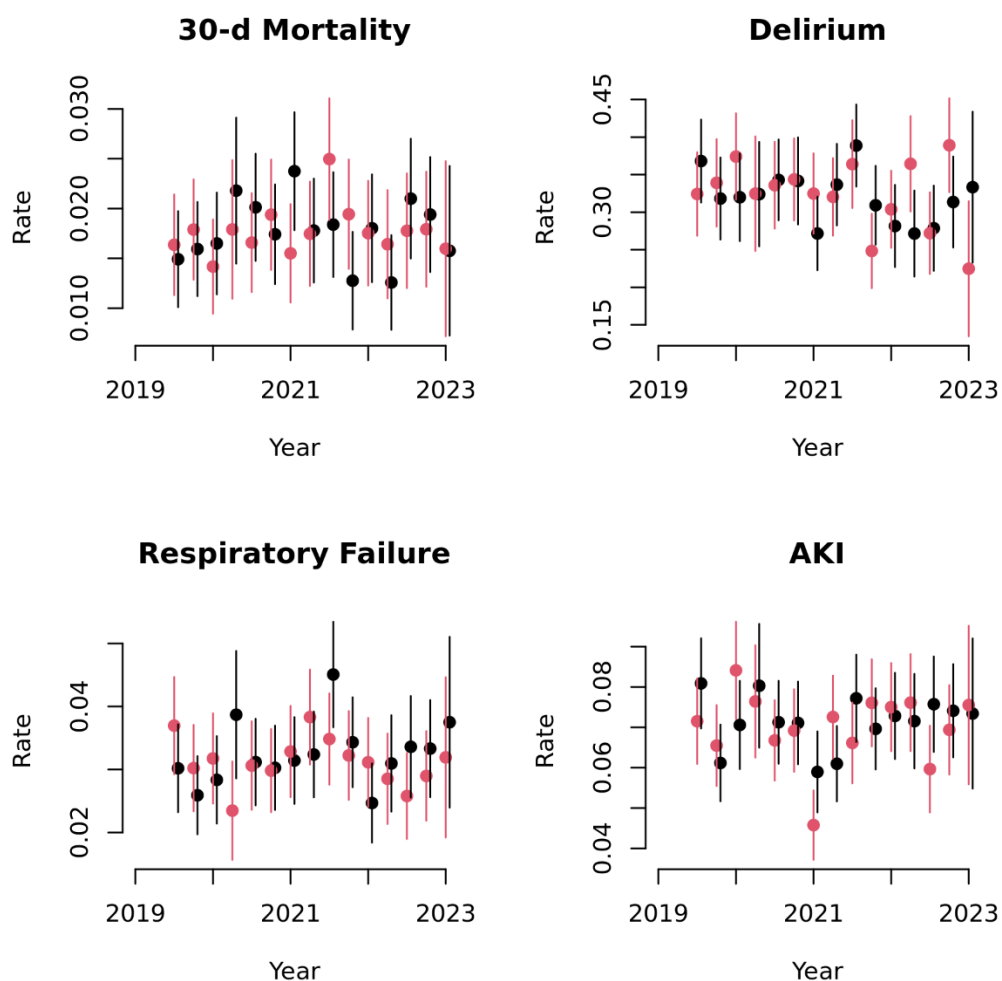 30-d Mortality
Rate
0.030
0.020
0.010
2019 2021 2023
Year
Delirium
Rate
0.45
0.30
0.15
2019 2021 2023
Year
Respiratory Failure
Rate
0.04
0.02
2019 2021 2023
Year
AKI
Rate
0.08
0.06
0.04
2019 2021 2023
Year